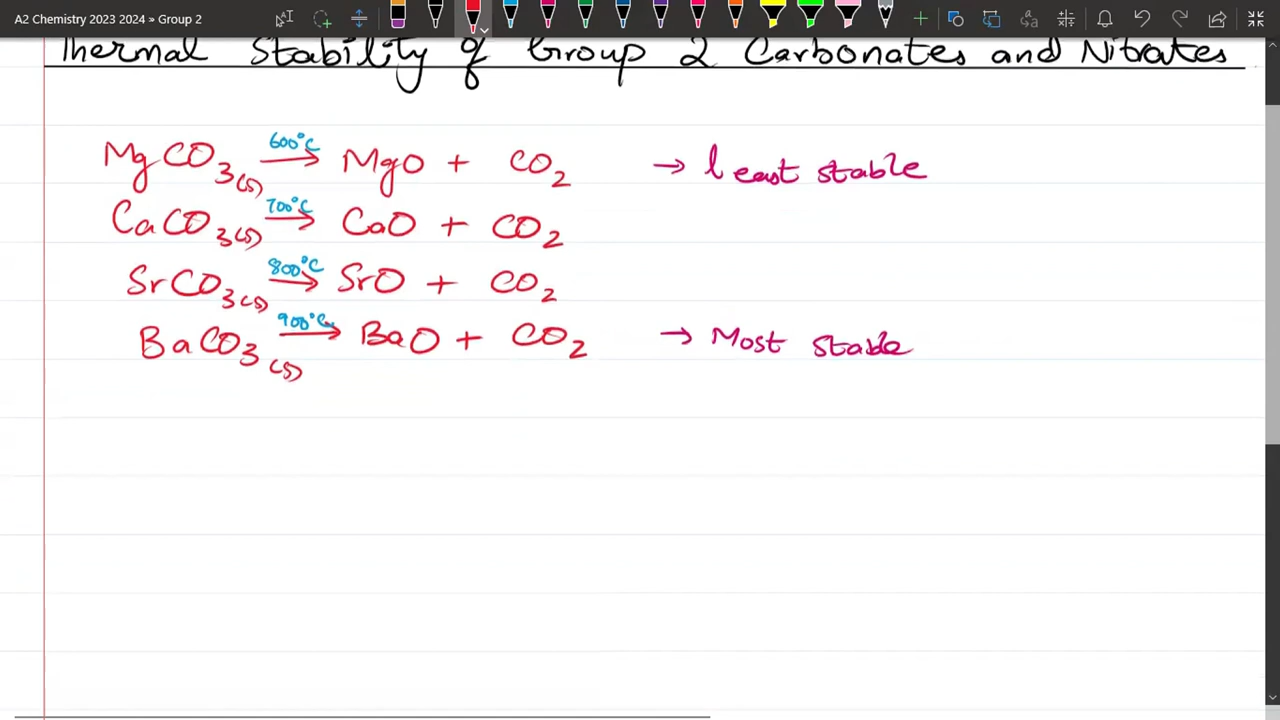 A2 Chemistry 2023 2024 » Group 2
Thermal Stability of Group 2 Carbonates and Nitrates
MgCO₃(s) →600°C MgO + CO₂ → least stable
CaCO₃(s) →700°C CaO + CO₂
SrCO₃(s) →800°C SrO + CO₂
BaCO₃(s) →900°C BaO + CO₂ → Most stable